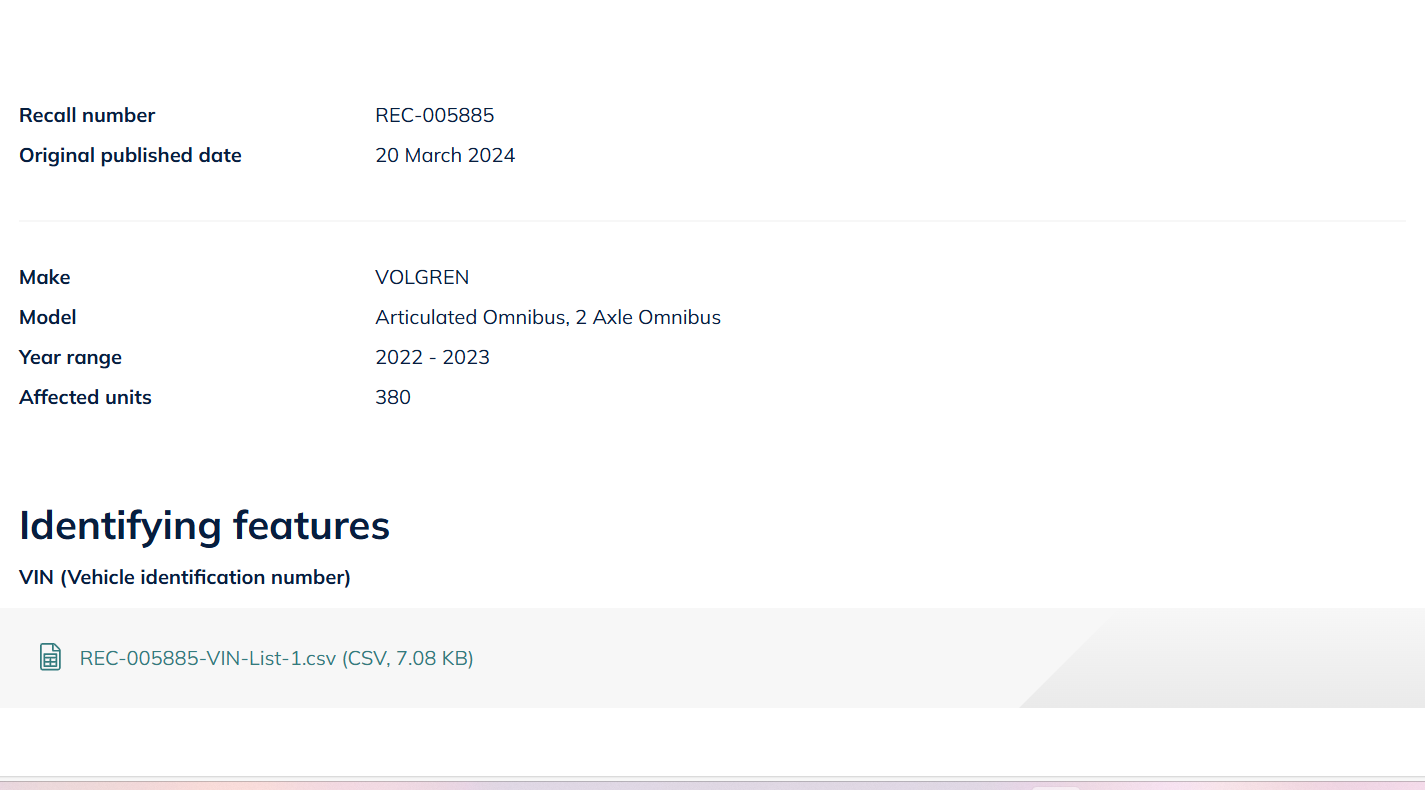 Recall number REC-005885
Original published date 20 March 2024
Make VOLGREN
Model Articulated Omnibus, 2 Axle Omnibus
Year range 2022 - 2023
Affected units 380
Identifying features
VIN (Vehicle identification number)
REC-005885-VIN-List-1.csv (CSV, 7.08 KB)